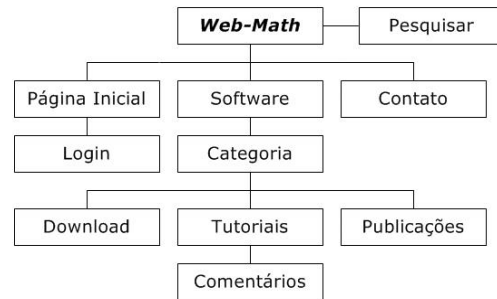 Web-Math
Pesquisar
Página Inicial
Software
Contato
Login
Categoria
Download
Tutoriais
Publicações
Comentários